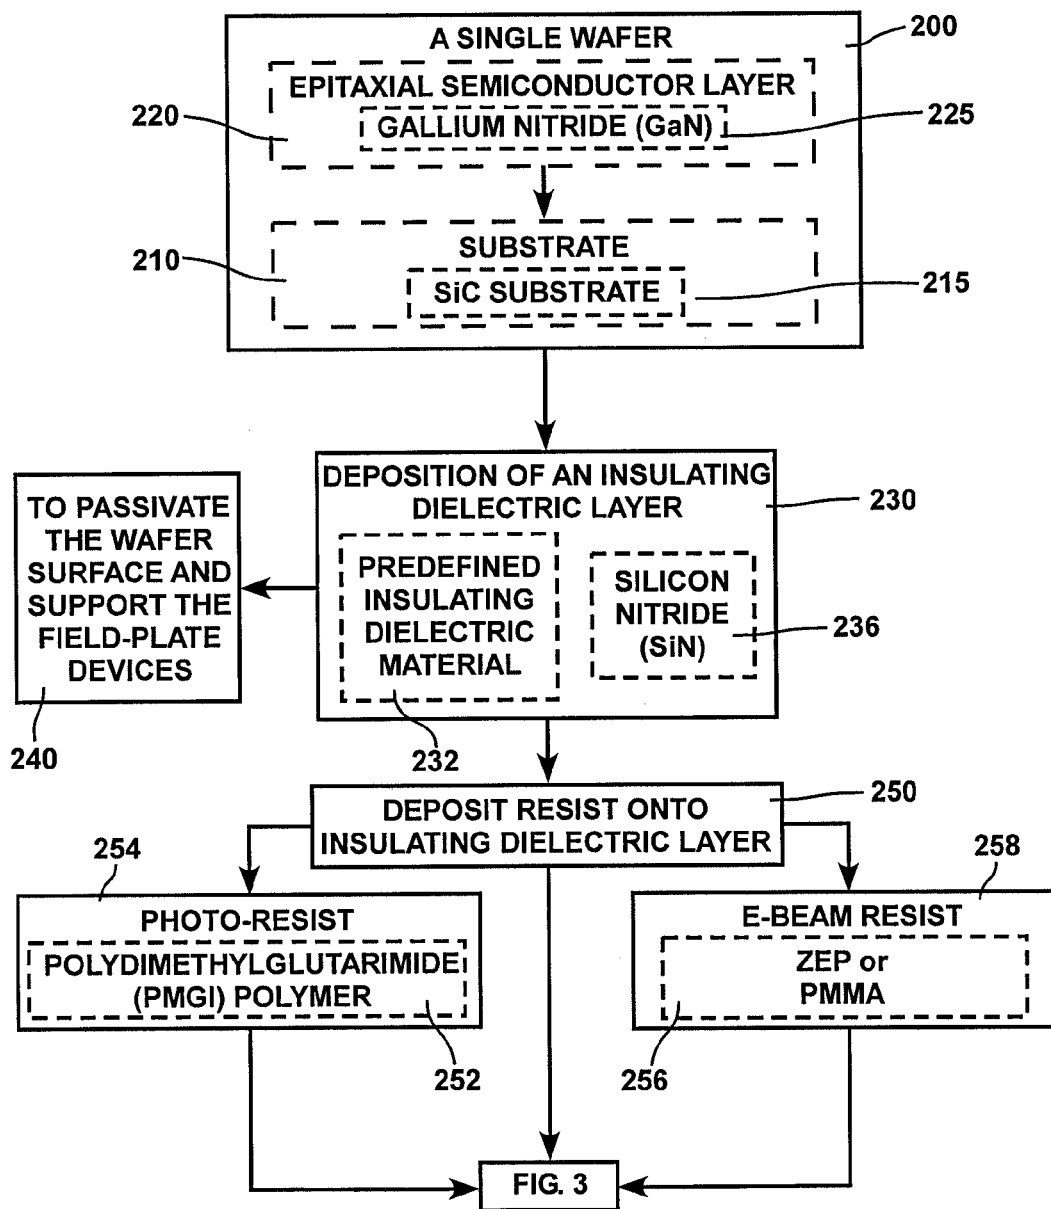 A SINGLE WAFER
200
EPITAXIAL SEMICONDUCTOR LAYER
220
GALLIUM NITRIDE (GaN)
225
SUBSTRATE
210
SiC SUBSTRATE
215
DEPOSITION OF AN INSULATING
DIELECTRIC LAYER
230
TO PASSIVATE
THE WAFER
SURFACE AND
SUPPORT THE
FIELD-PLATE
DEVICES
240
PREDEFINED
INSULATING
DIELECTRIC
MATERIAL
232
SILICON
NITRIDE
(SiN)
236
DEPOSIT RESIST ONTO
INSULATING DIELECTRIC LAYER
250
254
PHOTO-RESIST
POLYDIMETHYLGLUTARIMIDE
(PMGI) POLYMER
252
258
E-BEAM RESIST
ZEP or
PMMA
256
FIG. 3